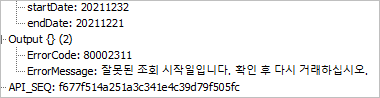 startDate: 20211232
endDate: 20211221
Output {} (2)
ErrorCode: 80002311
ErrorMessage: 잘못된 조회 시작일입니다. 확인 후 다시 거래하십시오.
API_SEQ: f677f514a251a3c341e4c39d79f505fc